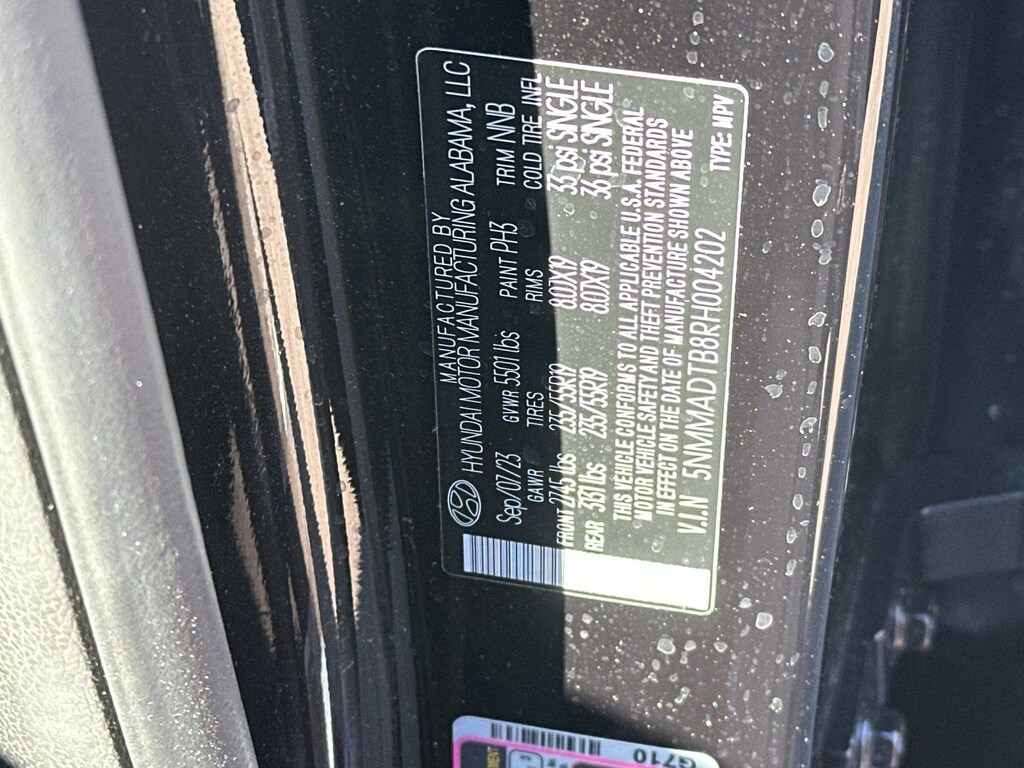 MANUFACTURED BY
HYUNDAI MOTOR MANUFACTURING ALABAMA, LLC
Sep/07/23 GVWR 5501 lbs PAINT PH3 TRIM NNB
GAWR TIRES RIMS COLD TIRE INFL
FRONT 2745 lbs 235/55R19 8.0JX19 33 psi SINGLE
REAR 3131 lbs 235/55R19 8.0JX19 36 psi SINGLE
THIS VEHICLE CONFORMS TO ALL APPLICABLE U.S.A. FEDERAL
MOTOR VEHICLE SAFETY AND THEFT PREVENTION STANDARDS
IN EFFECT ON THE DATE OF MANUFACTURE SHOWN ABOVE
V.I.N 5NMMADTB8RH004202 TYPE: MPV
G710